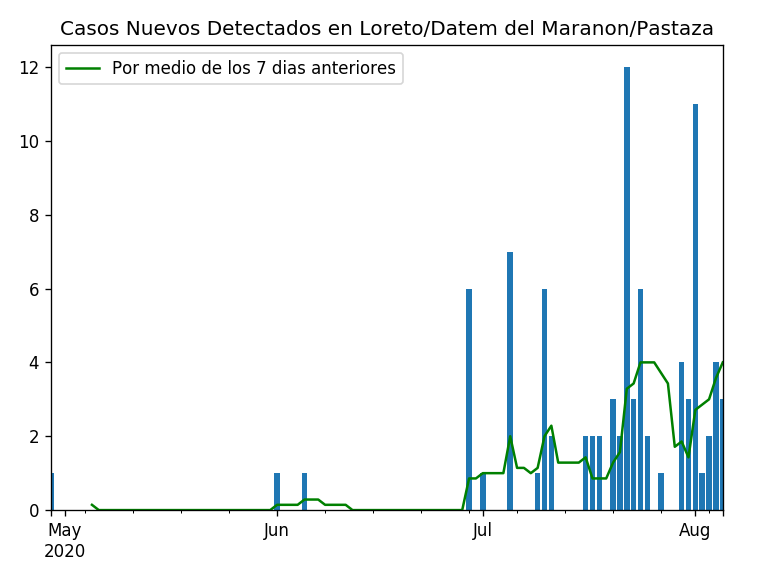 Casos Nuevos Detectados en Loreto/Datem del Maranon/Pastaza
Por medio de los 7 dias anteriores
12
10
8
6
4
2
0
May Jun Jul Aug
2020